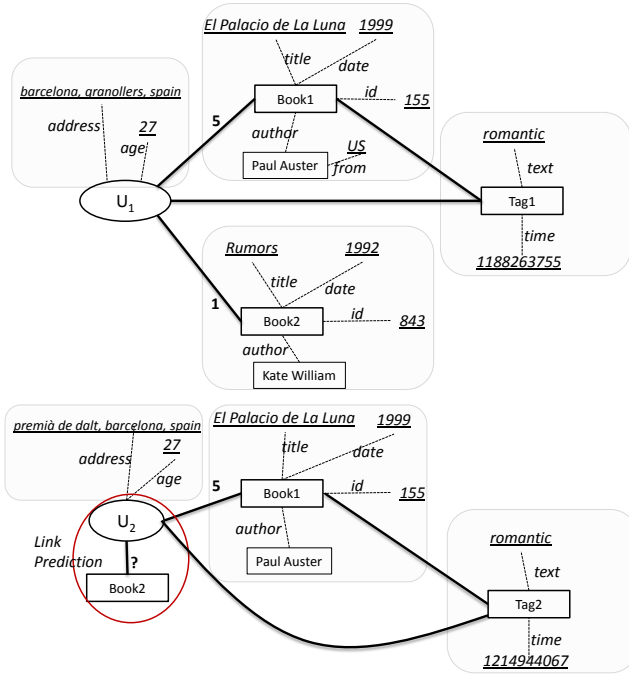 El Palacio de La Luna
1999
title
date
barcelona, granollers, spain
Book1
id
155
5
27
address
age
author
US
romantic
Paul Auster
from
text
U1
Tag1
time
Rumors
1992
1188263755
title
date
1
Book2
id
843
author
Kate William
El Palacio de La Luna
1999
premià de dalt, barcelona, spain
27
title
date
address
age
5
Book1
id
155
U2
author
Link
Prediction
?
Paul Auster
romantic
Book2
text
Tag2
time
1214944067